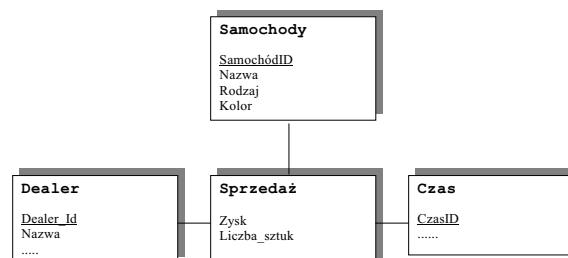 Samochody
SamochódID
Nazwa
Rodzaj
Kolor
Dealer
Dealer_Id
Nazwa
.....
Sprzedaż
Zysk
Liczba_sztuk
Czas
CzasID
......